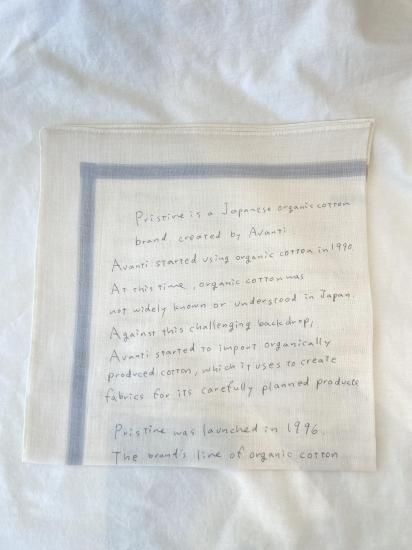 Pristine is a Japanese organic cotton
brand created by Avanti
Avanti started using organic cotton in 1990.
At this time, organic cotton was
not widely known or understood in Japan.
Against this challenging backdrop,
Avanti started to import organically
produced cotton, which it uses to create
fabrics for its carefully planned products
Pristine was launched in 1996.
The brand's line of organic cotton